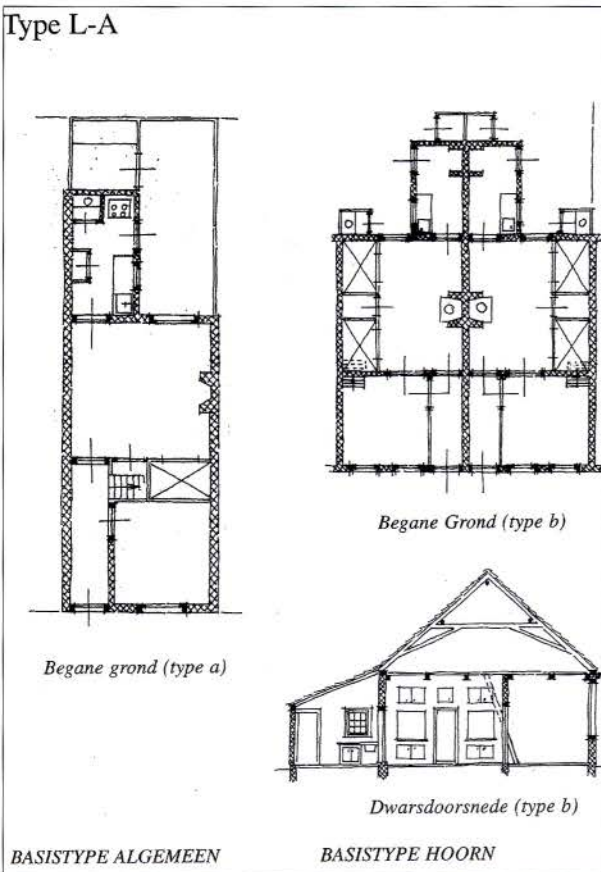 Type L-A
Begane Grond (type b)
Begane grond (type a)
Dwarsdoorsnede (type b)
BASISTYPE ALGEMEEN
BASISTYPE HOORN